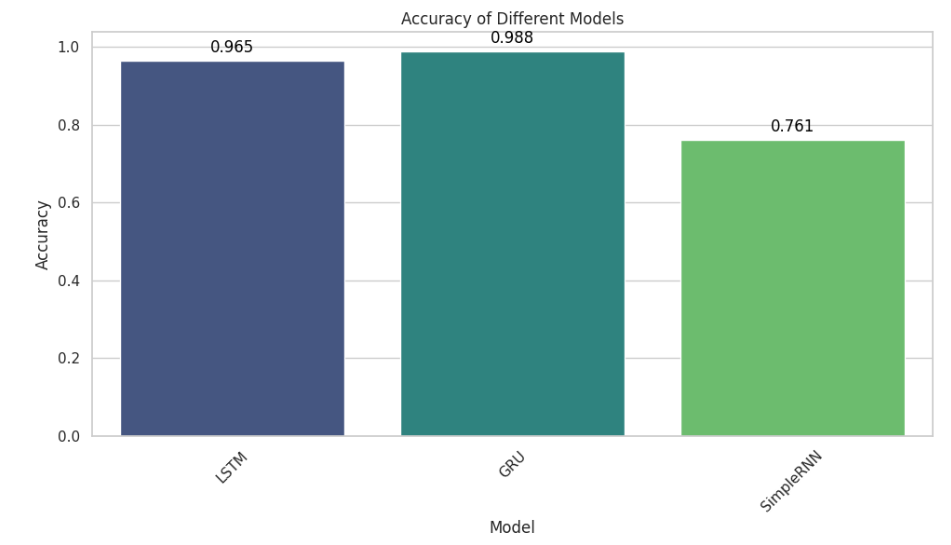 Accuracy of Different Models
0.965
0.988
0.761
1.0
0.8
0.6
0.4
0.2
0.0
Accuracy
LSTM
GRU
SimpleRNN
Model